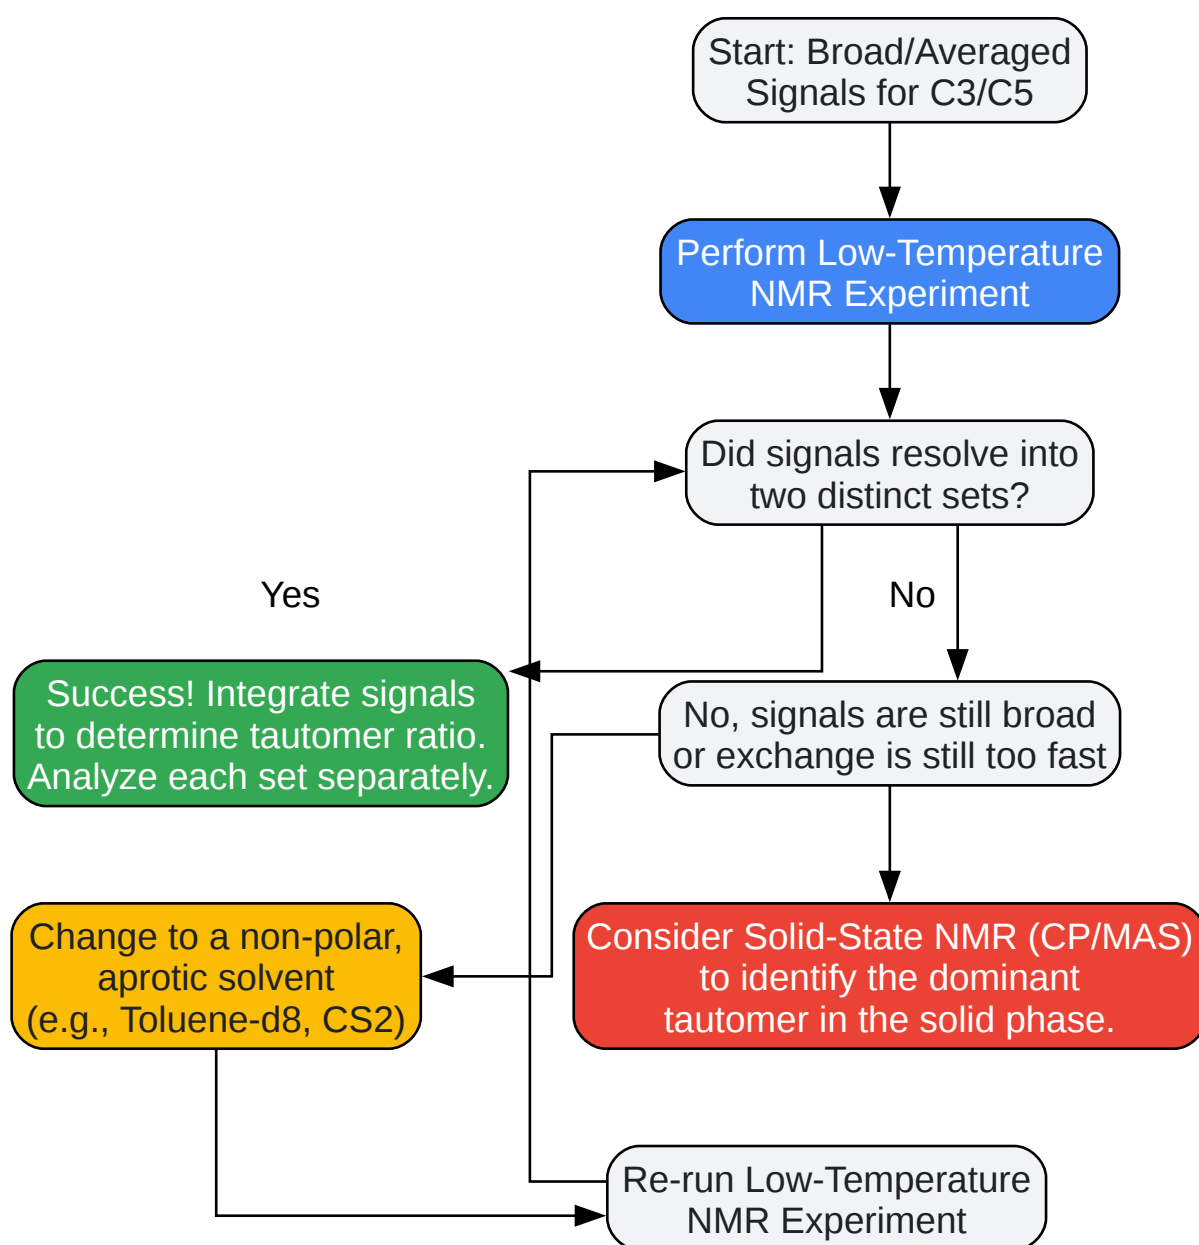 Start: Broad/Averaged
Signals for C3/C5
Perform Low-Temperature
NMR Experiment
Did signals resolve into
two distinct sets?
Yes
No
Success! Integrate signals
to determine tautomer ratio.
Analyze each set separately.
No, signals are still broad
or exchange is still too fast
Change to a non-polar,
aprotic solvent
(e.g., Toluene-d8, CS2)
Consider Solid-State NMR (CP/MAS)
to identify the dominant
tautomer in the solid phase.
Re-run Low-Temperature
NMR Experiment